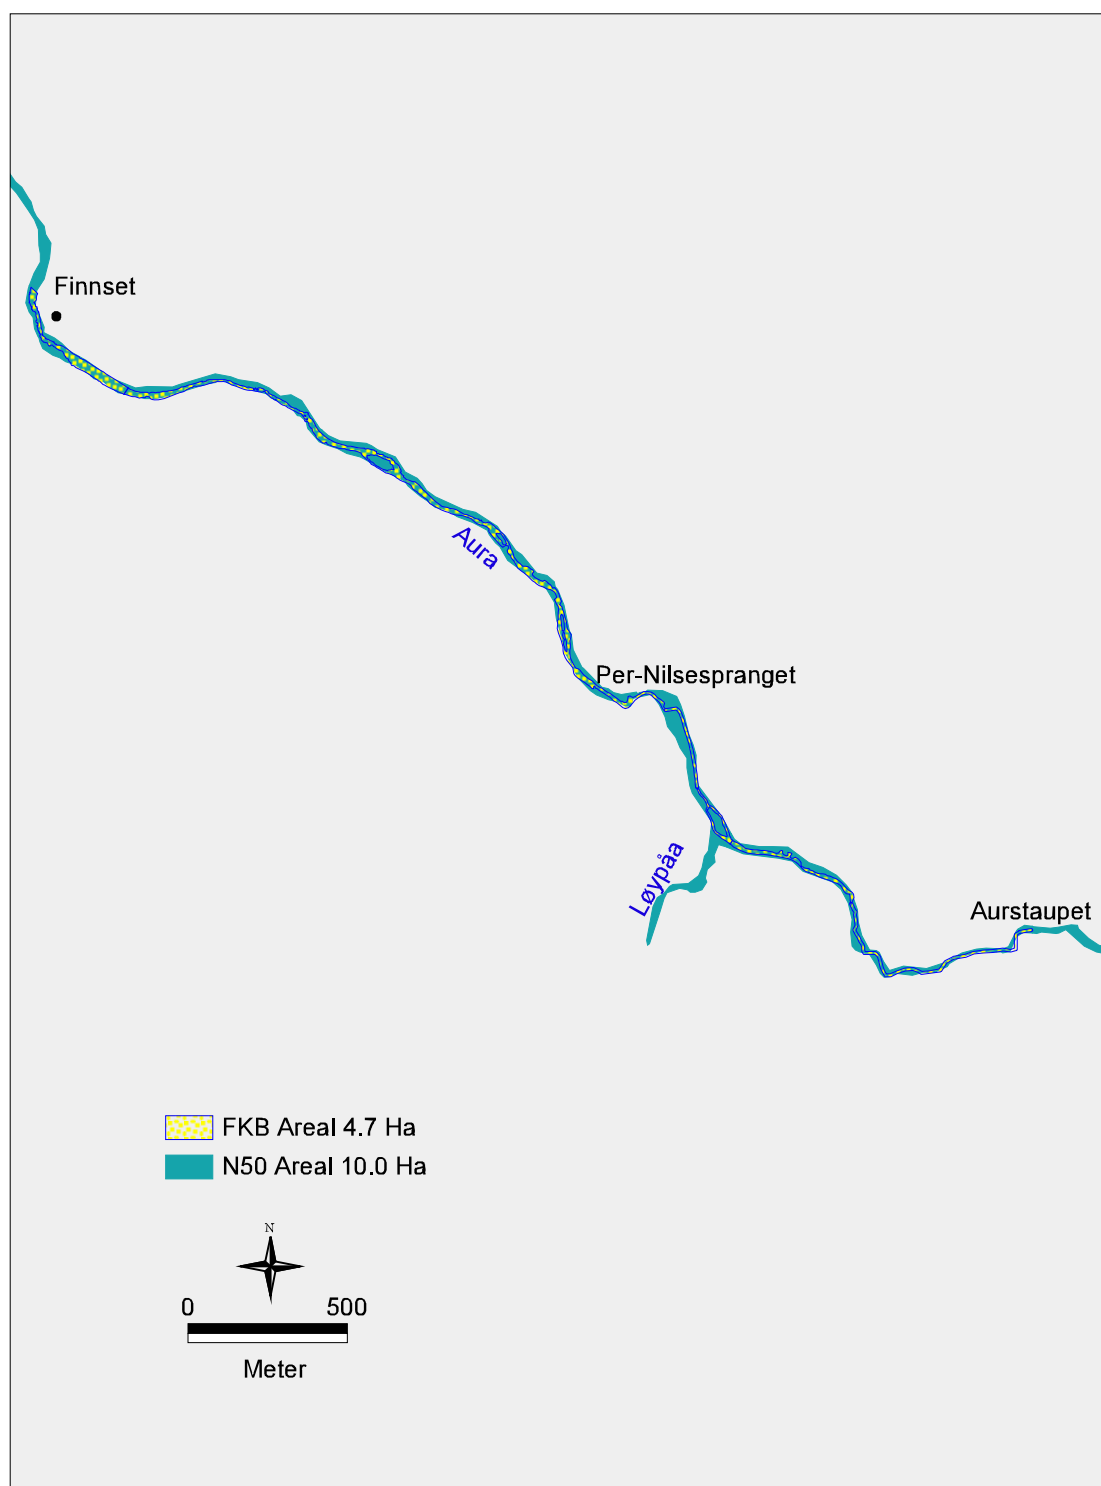 Finnset
Aura
Per-Nilsespranget
Løypåa
Aurstaupet
FKB Areal 4.7 Ha
N50 Areal 10.0 Ha
N
0 500
Meter